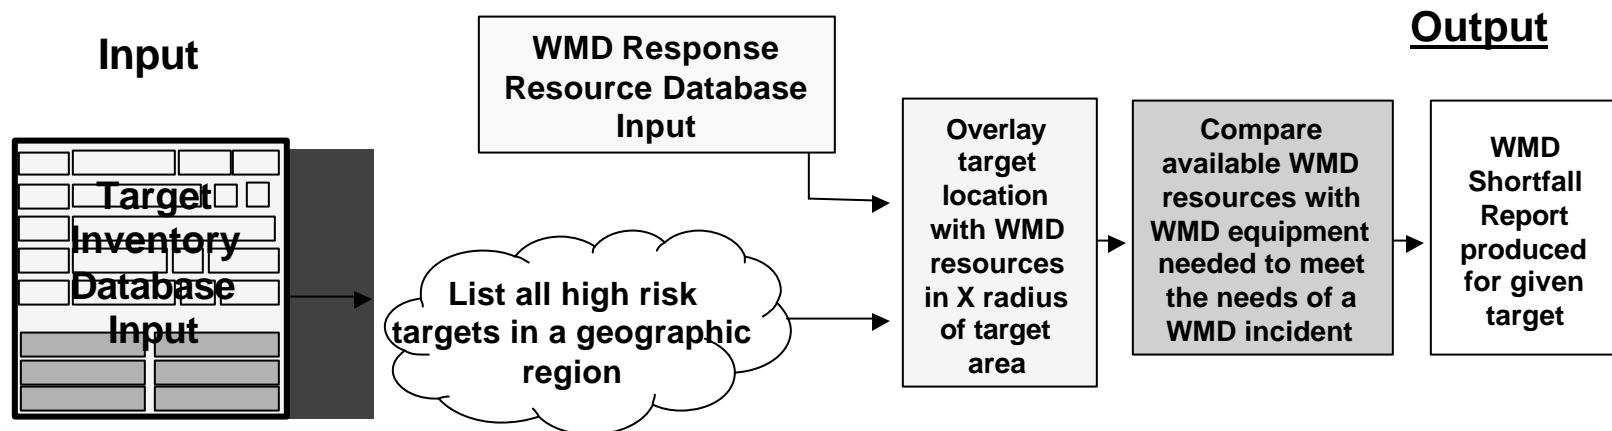 Input
Target
Inventory
Database
Input
WMD Response
Resource Database
Input
List all high risk
targets in a geographic
region
Overlay
target
location
with WMD
resources
in X radius
of target
area
Compare
available WMD
resources with
WMD equipment
needed to meet
the needs of a
WMD incident
Output
WMD
Shortfall
Report
produced
for given
target